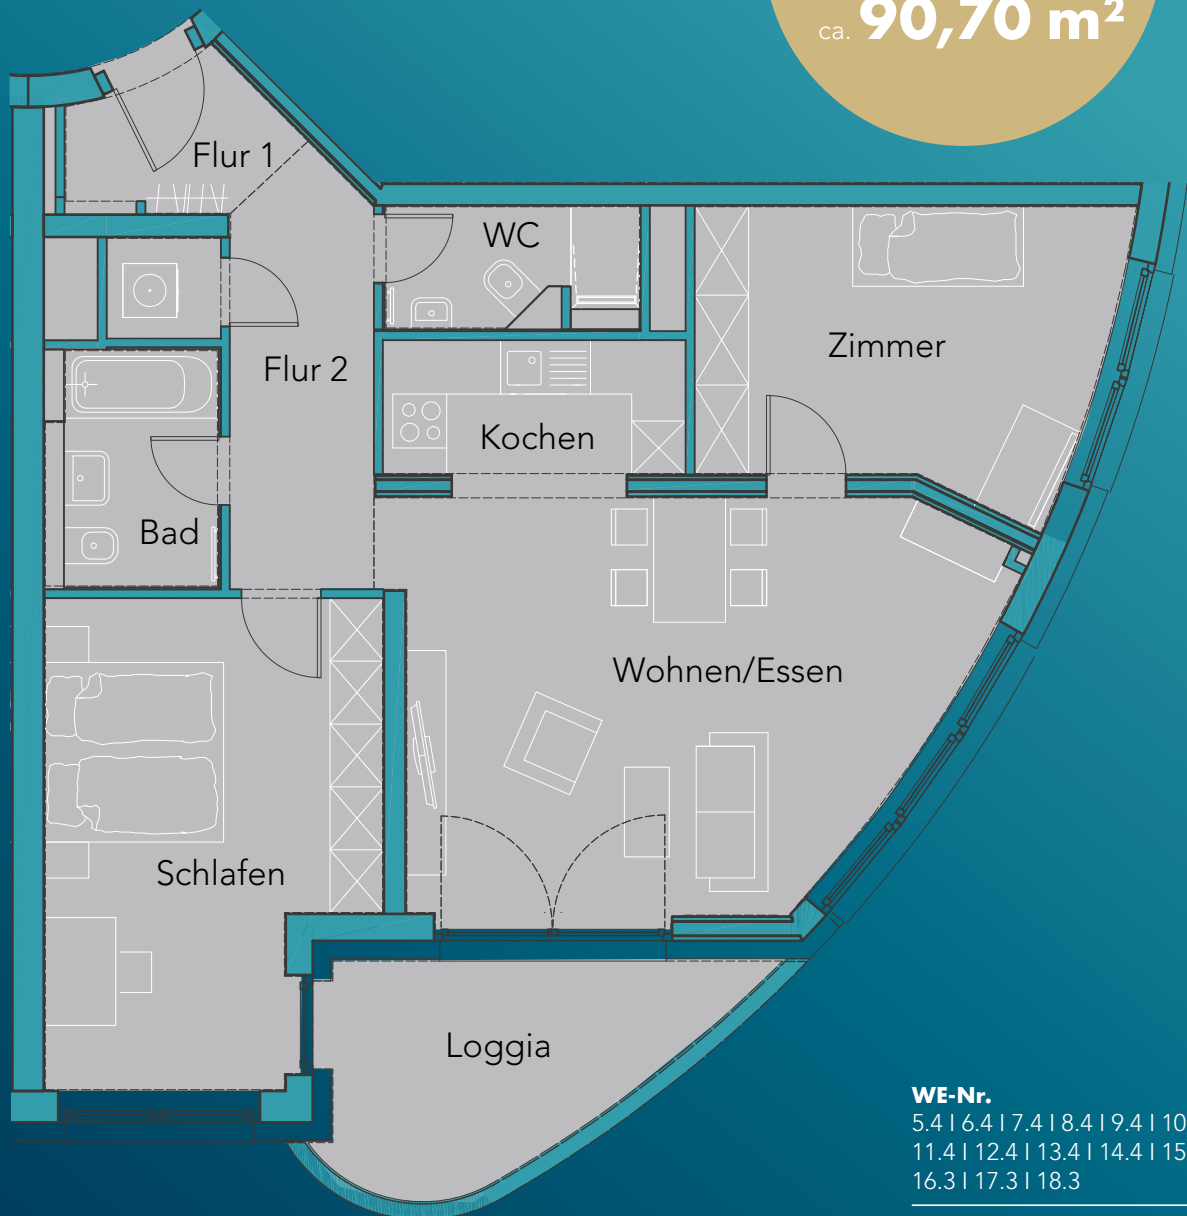 ca. 90,70 m²
Flur 1
WC
Zimmer
Flur 2
Kochen
Bad
Wohnen/Essen
Schlafen
Loggia
WE-Nr.
5.4 | 6.4 | 7.4 | 8.4 | 9.4 | 10
11.4 | 12.4 | 13.4 | 14.4 | 15
16.3 | 17.3 | 18.3